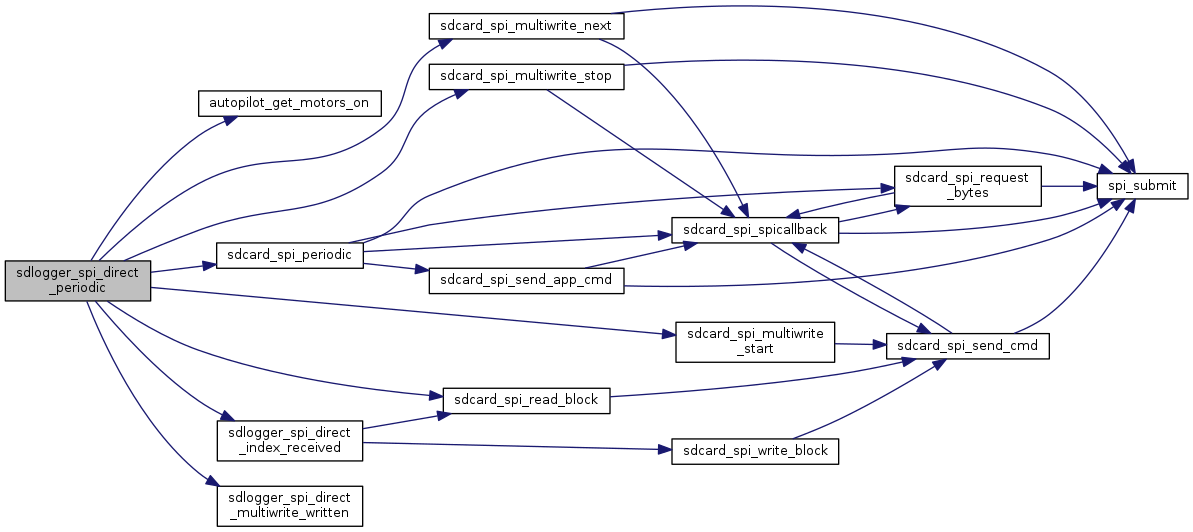 sdcard_spi_multiwrite_next
sdcard_spi_multiwrite_stop
autopilot_get_motors_on
sdcard_spi_request
_bytes
spi_submit
sdcard_spi_spicallback
sdcard_spi_periodic
sdlogger_spi_direct
_periodic
sdcard_spi_send_app_cmd
sdcard_spi_multiwrite
_start
sdcard_spi_send_cmd
sdcard_spi_read_block
sdlogger_spi_direct
_index_received
sdcard_spi_write_block
sdlogger_spi_direct
_multiwrite_written